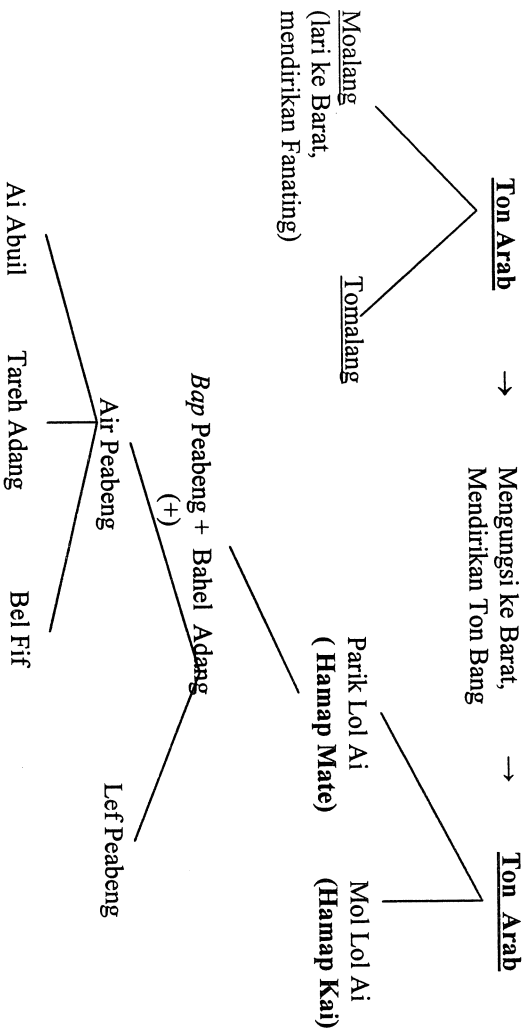 Ton Arab → Mengungsi ke Barat, → Ton Arab
Mendirikan Ton Bang
Moalang
(lari ke Barat,
mendirikan Fanating)
Tomalang
Parik Lol Ai
( Hamap Mate)
Mol Lol Ai
(Hamap Kai)
Bap Peabeng + Bahel Adang
(+)
Air Peabeng
Lef Peabeng
Ai Abuil
Tareh Adang
Bel Fif